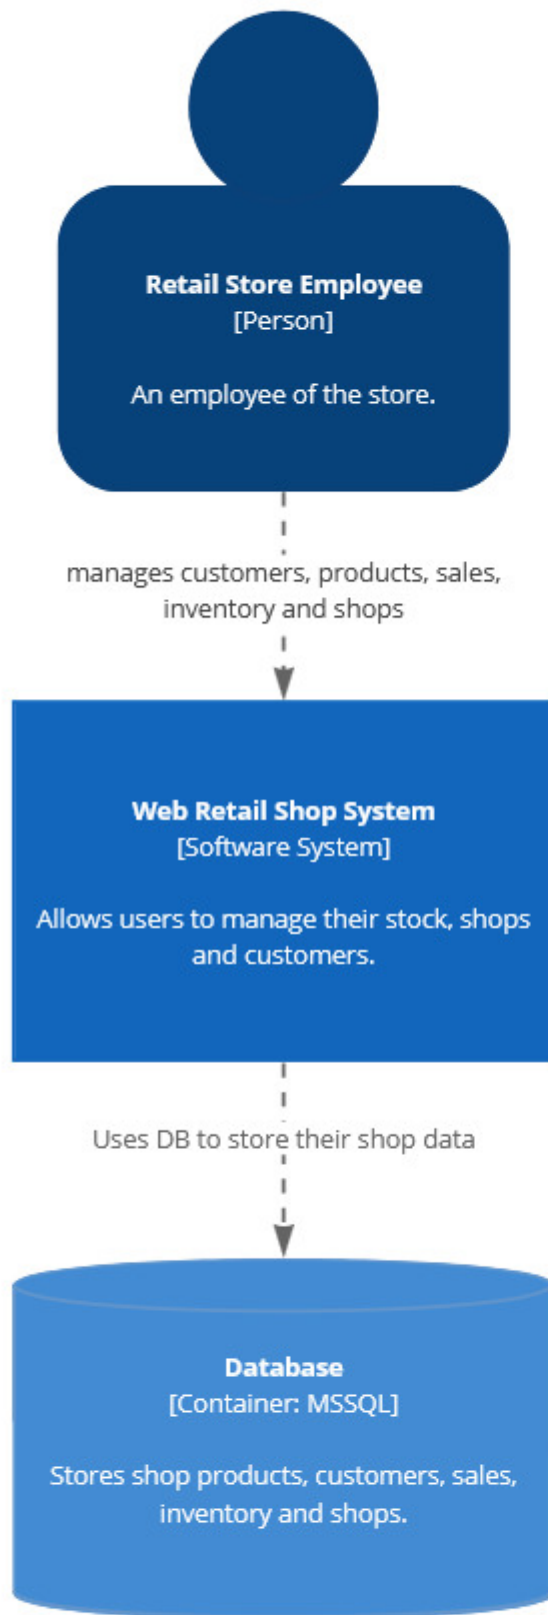 Retail Store Employee
[Person]
An employee of the store.
manages customers, products, sales,
inventory and shops
Web Retail Shop System
[Software System]
Allows users to manage their stock, shops
and customers.
Uses DB to store their shop data
Database
[Container: MSSQL]
Stores shop products, customers, sales,
inventory and shops.